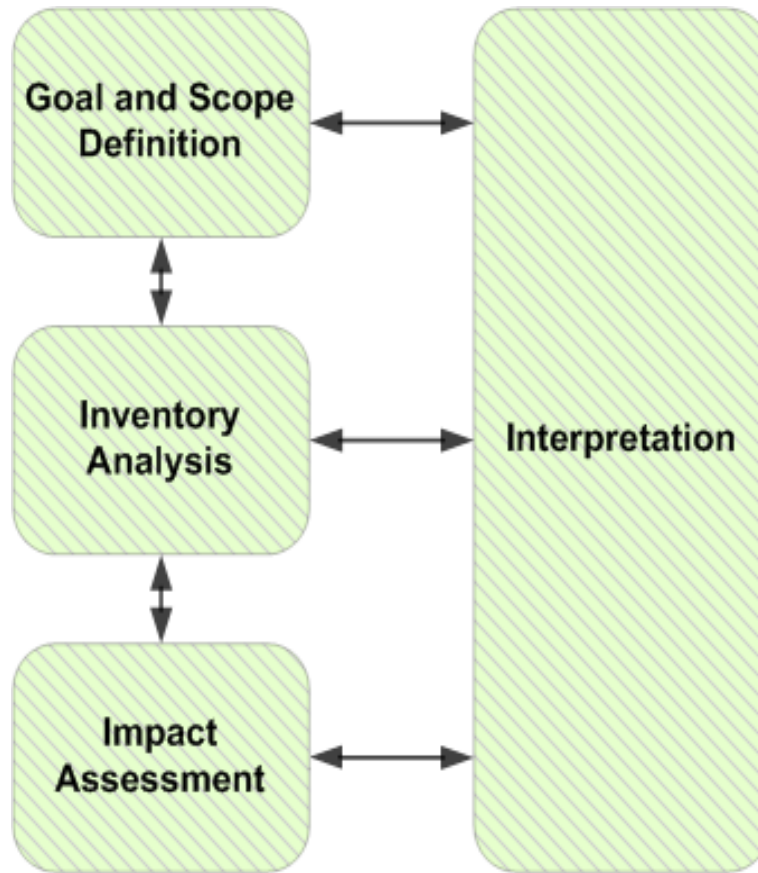 Goal and Scope
Definition
Inventory
Analysis
Interpretation
Impact
Assessment